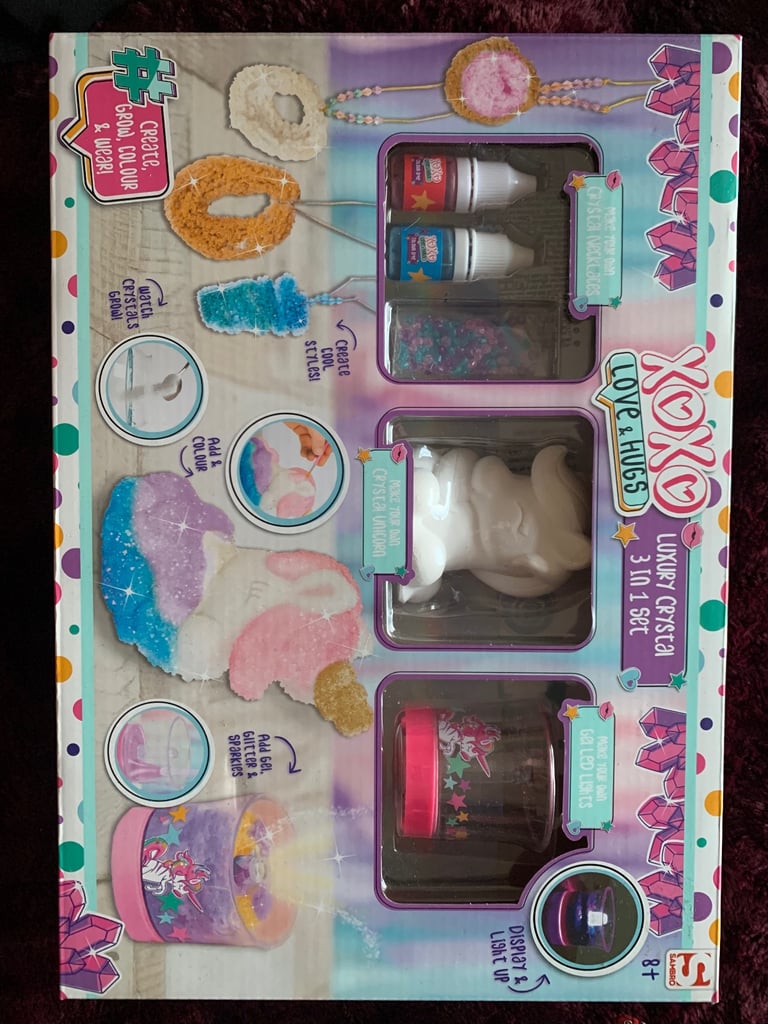 XOXO
LOVE & HUGS
LUXURY CRYSTAL
3 IN 1 SET
#
CREATE,
GROW, COLOUR
& WEAR!
MAKE YOUR OWN
CRYSTAL NECKLACES
XOXO
XOXO
CREATE
COOL
STYLES!
WATCH
CRYSTALS
GROW!
ADD
COLOUR
MAKE YOUR OWN
CRYSTAL UNICORN
MAKE YOUR OWN
GEL LED LIGHTS
ADD GEL,
GLITTER &
SPARKLES
DISPLAY &
LIGHT UP
8+
SAMBRO